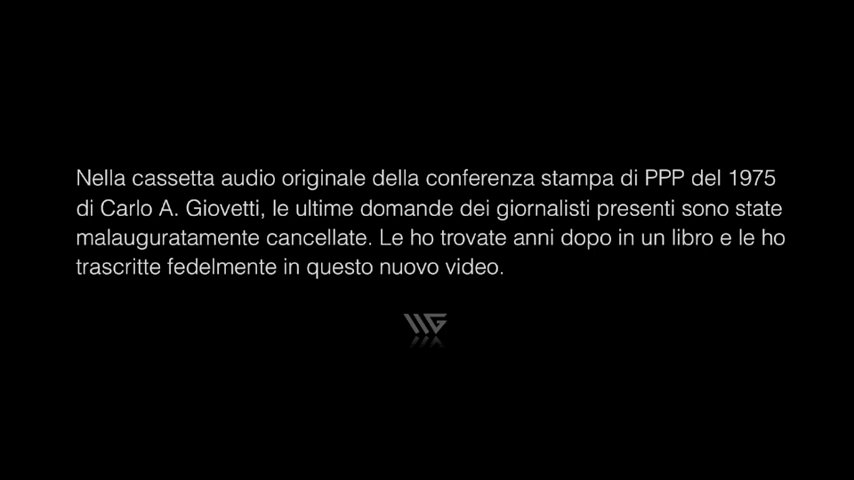 Nella cassetta audio originale della conferenza stampa di PPP del 1975
di Carlo A. Giovetti, le ultime domande dei giornalisti presenti sono state
malauguratamente cancellate. Le ho trovate anni dopo in un libro e le ho
trascritte fedelmente in questo nuovo video.